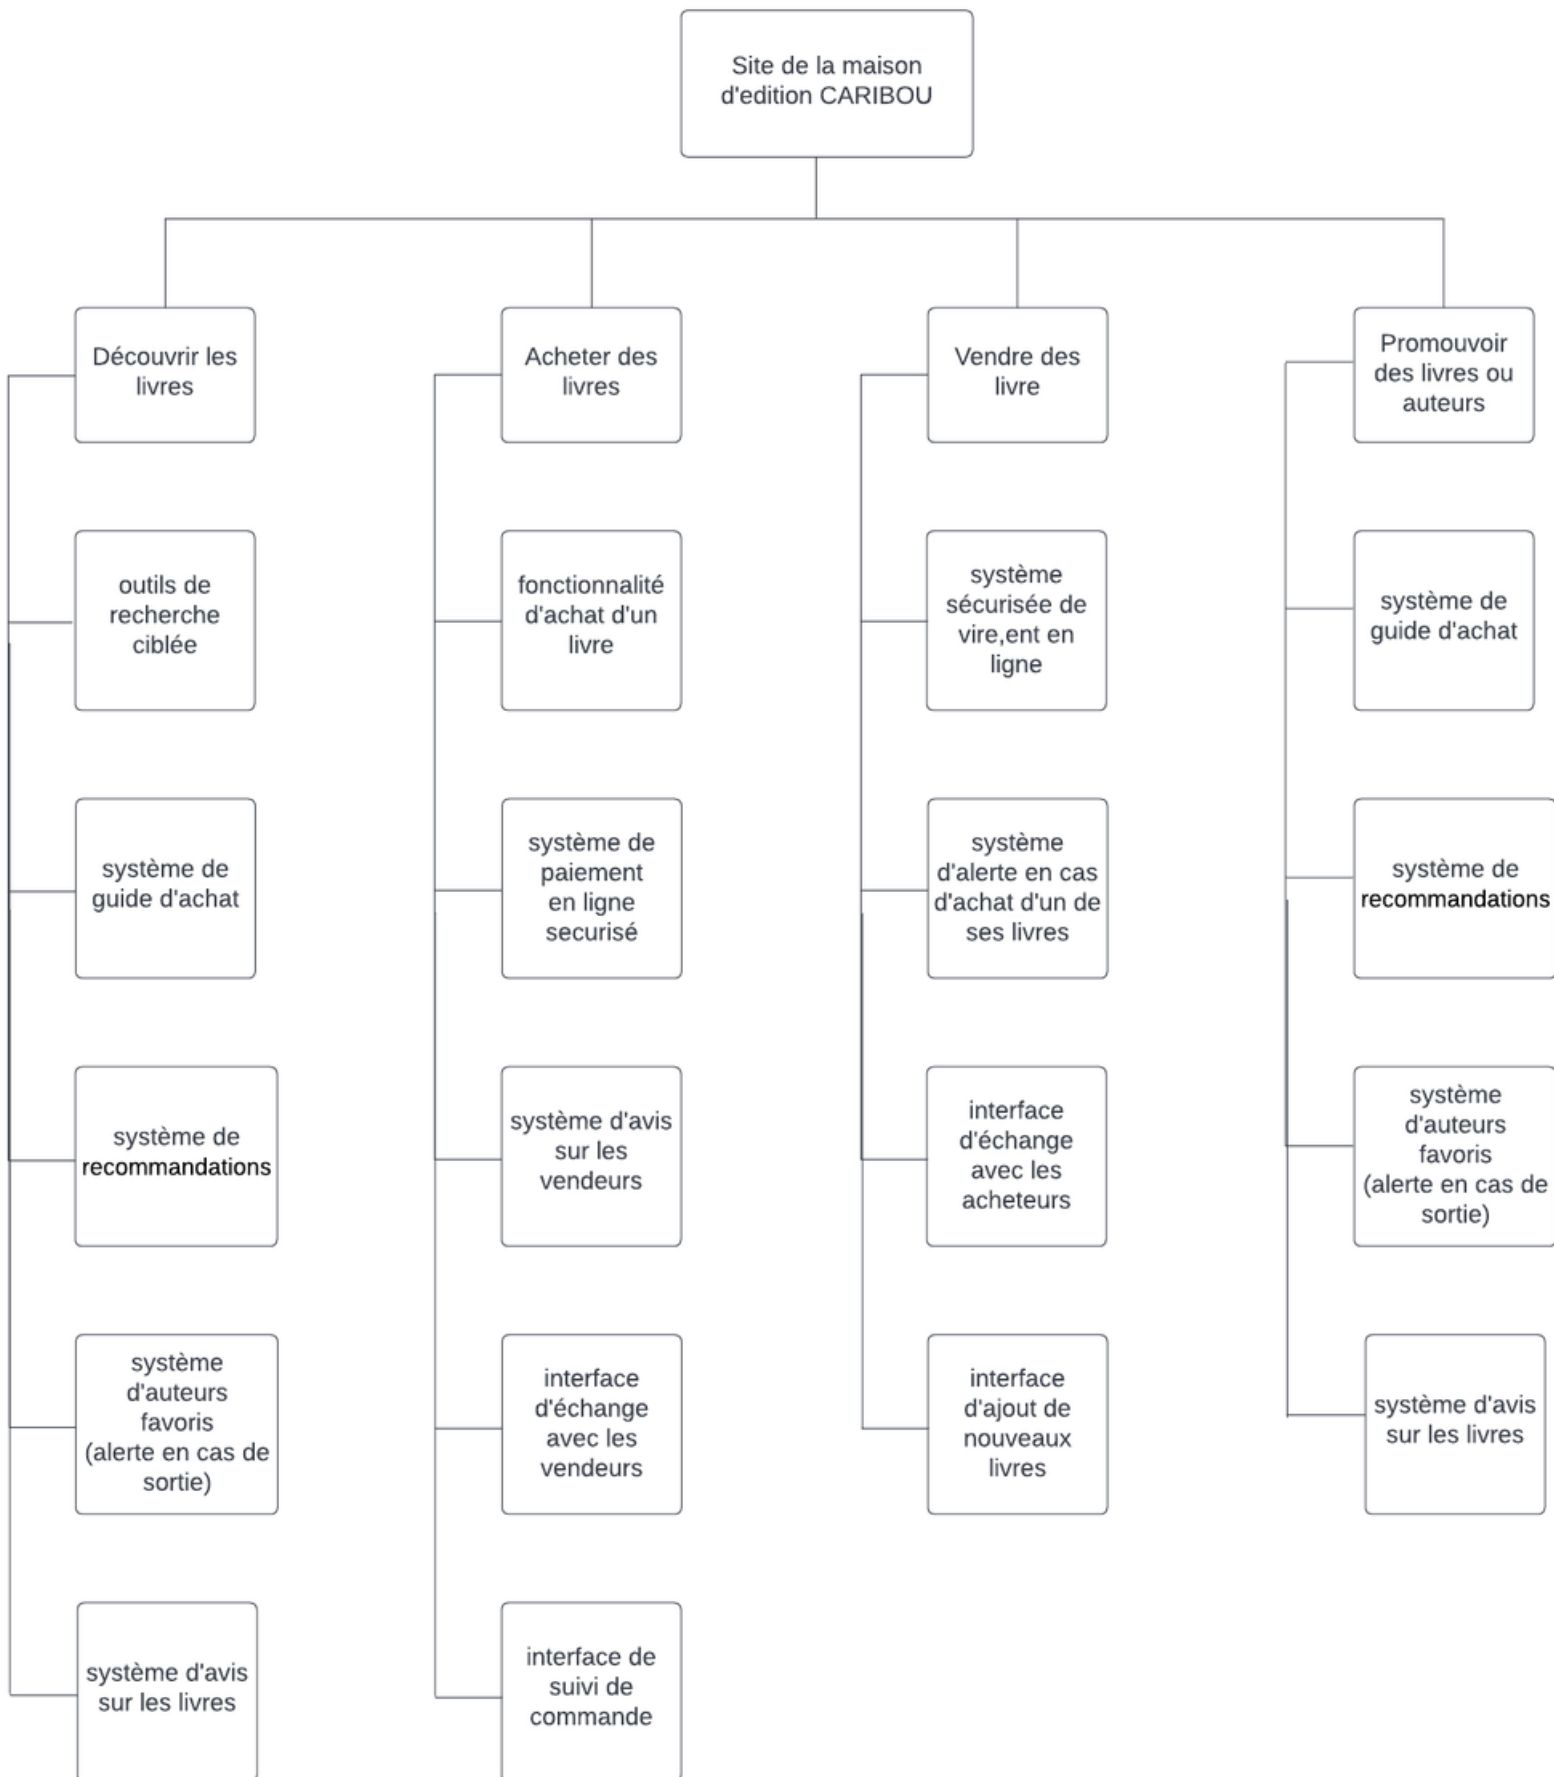 Site de la maison
d'edition CARIBOU
Découvrir les
livres
Acheter des
livres
Vendre des
livre
Promouvoir
des livres ou
auteurs
outils de
recherche
ciblée
fonctionnalité
d'achat d'un
livre
système
sécurisée de
vire,ent en
ligne
système de
guide d'achat
système de
guide d'achat
système de
paiement
en ligne
securisé
système
d'alerte en cas
d'achat d'un de
ses livres
système de
recommandations
système de
recommandations
système d'avis
sur les
vendeurs
interface
d'échange
avec les
acheteurs
système
d'auteurs
favoris
(alerte en cas de
sortie)
système
d'auteurs
favoris
(alerte en cas de
sortie)
interface
d'échange
avec les
vendeurs
interface
d'ajout de
nouveaux
livres
système d'avis
sur les livres
système d'avis
sur les livres
interface de
suivi de
commande